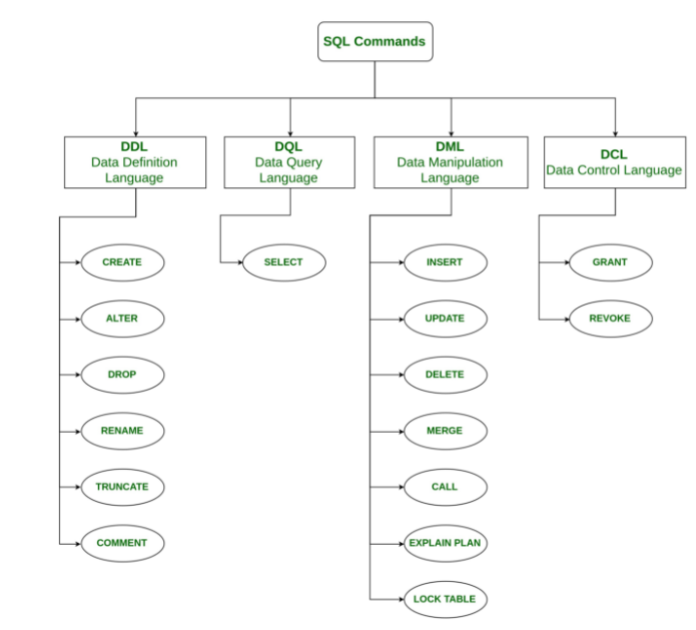 SQL Commands
DDL
Data Definition
Language
DQL
Data Query
Language
DML
Data Manipulation
Language
DCL
Data Control Language
CREATE
ALTER
DROP
RENAME
TRUNCATE
COMMENT
SELECT
INSERT
UPDATE
DELETE
MERGE
CALL
EXPLAIN PLAN
LOCK TABLE
GRANT
REVOKE